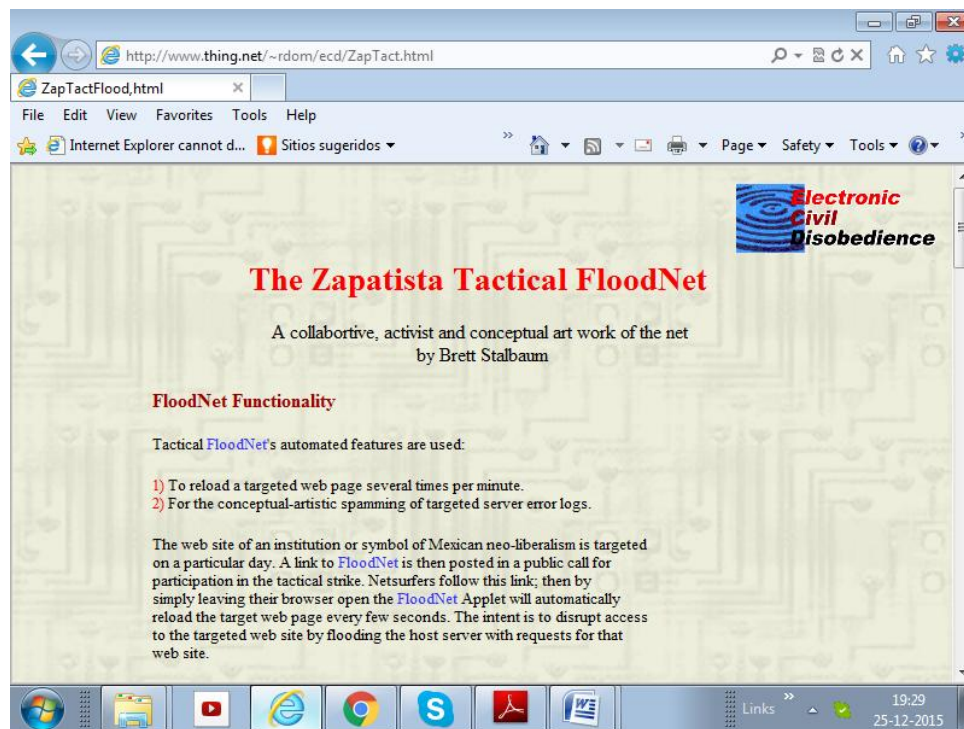 http://www.thing.net/~rdom/ecd/ZapTact.html
ZapTactFlood,html
File Edit View Favorites Tools Help
Internet Explorer cannot d... Sitios sugeridos Page Safety Tools
Electronic
Civil
Disobedience
The Zapatista Tactical FloodNet
A collabortive, activist and conceptual art work of the net
by Brett Stalbaum
FloodNet Functionality
Tactical FloodNet's automated features are used:
1) To reload a targeted web page several times per minute.
2) For the conceptual-artistic spamming of targeted server error logs.
The web site of an institution or symbol of Mexican neo-liberalism is targeted
on a particular day. A link to FloodNet is then posted in a public call for
participation in the tactical strike. Netsurfers follow this link; then by
simply leaving their browser open the FloodNet Applet will automatically
reload the target web page every few seconds. The intent is to disrupt access
to the targeted web site by flooding the host server with requests for that
web site.
Links
19:29
25-12-2015